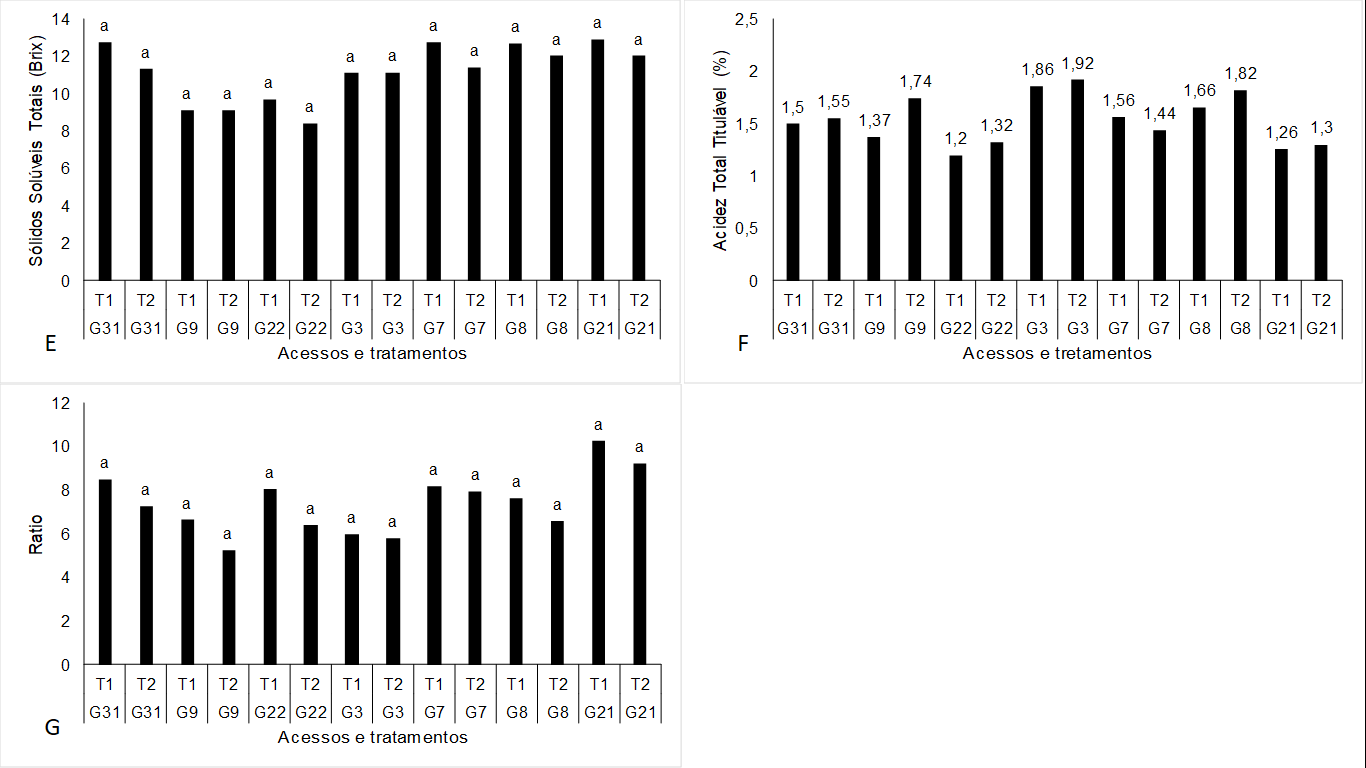 Sólidos Solúveis Totais (Brix)
14
12
10
8
6
4
2
0
a a a a a a a a a a a a a a
T1 T2 T1 T2 T1 T2 T1 T2 T1 T2 T1 T2 T1 T2
G31 G31 G9 G9 G22 G22 G3 G3 G7 G7 G8 G8 G21 G21
Acessos e tratamentos
E
Acidez Total Titulável (%)
2,5
2
1,5
1
0,5
0
1,5 1,55 1,37 1,74 1,2 1,32 1,86 1,92 1,56 1,44 1,66 1,82 1,26 1,3
T1 T2 T1 T2 T1 T2 T1 T2 T1 T2 T1 T2 T1 T2
G31 G31 G9 G9 G22 G22 G3 G3 G7 G7 G8 G8 G21 G21
Acessos e tretamentos
F
Ratio
12
10
8
6
4
2
0
a a a a a a a a a a a a a a
T1 T2 T1 T2 T1 T2 T1 T2 T1 T2 T1 T2 T1 T2
G31 G31 G9 G9 G22 G22 G3 G3 G7 G7 G8 G8 G21 G21
Acessos e tratamentos
G